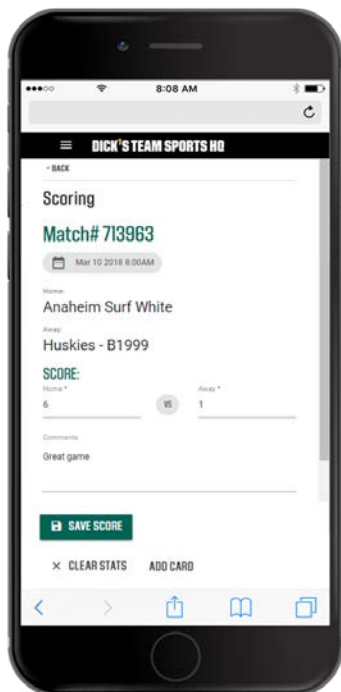 8:08 AM
DICK'S TEAM SPORTS HQ
< BACK
Scoring
Match# 713963
Mar 10 2018 8:00AM
Home:
Anaheim Surf White
Away:
Huskies - B1999
SCORE:
Home * Away *
6 VS 1
Comments
Great game
SAVE SCORE
× CLEAR STATS ADD CARD